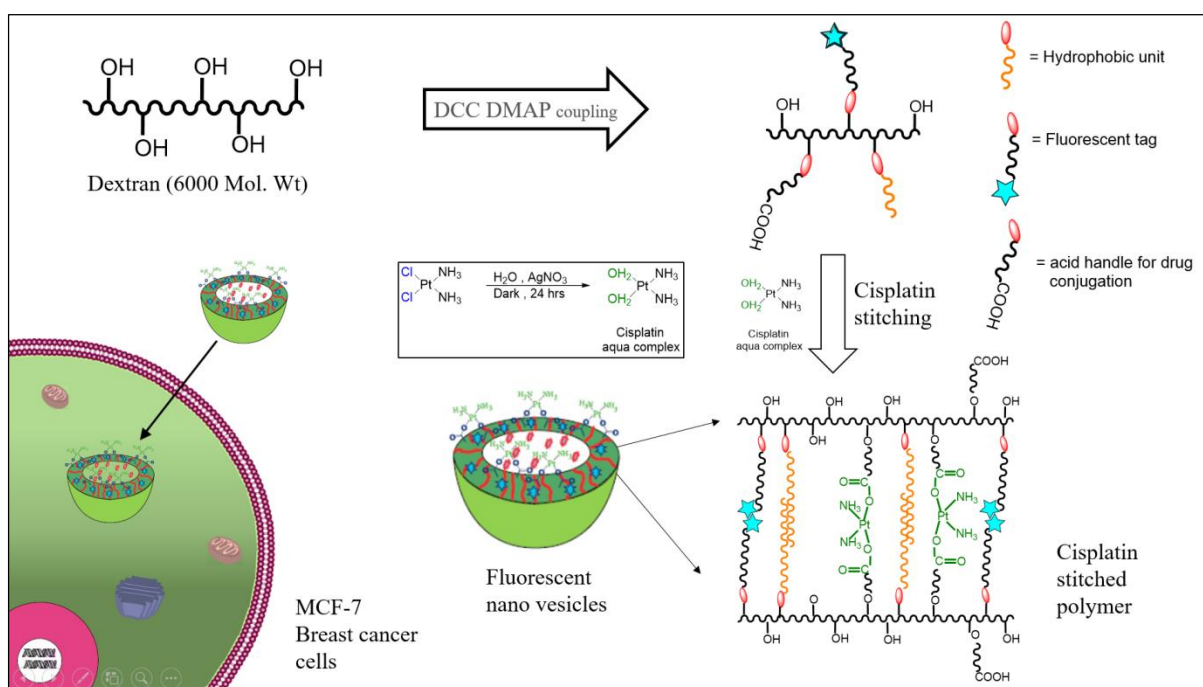 OH
OH
OH
OH
OH
Dextran (6000 Mol. Wt)
DCC DMAP coupling
OH
OH
COOH
= Hydrophobic unit
= Fluorescent tag
COOH
= acid handle for drug
conjugation
Cl
Cl
Pt
NH3
NH3
H2O , AgNO3
Dark , 24 hrs
OH2
OH2
Pt
NH3
NH3
Cisplatin
aqua complex
OH2
OH2
Pt
NH3
NH3
Cisplatin
aqua complex
Cisplatin
stitching
H3N
NH3
Pt
Fluorescent
nano vesicles
MCF-7
Breast cancer
cells
COOH
O
OH
OH
OH
OH
OH
O
O
C=O
O
NH3
Pt
NH3
O
O=C
O
C=O
O
NH3
Pt
NH3
O
C=O
O
O
O
O
OH
OH
OH
OH
O
COOH
Cisplatin
stitched
polymer